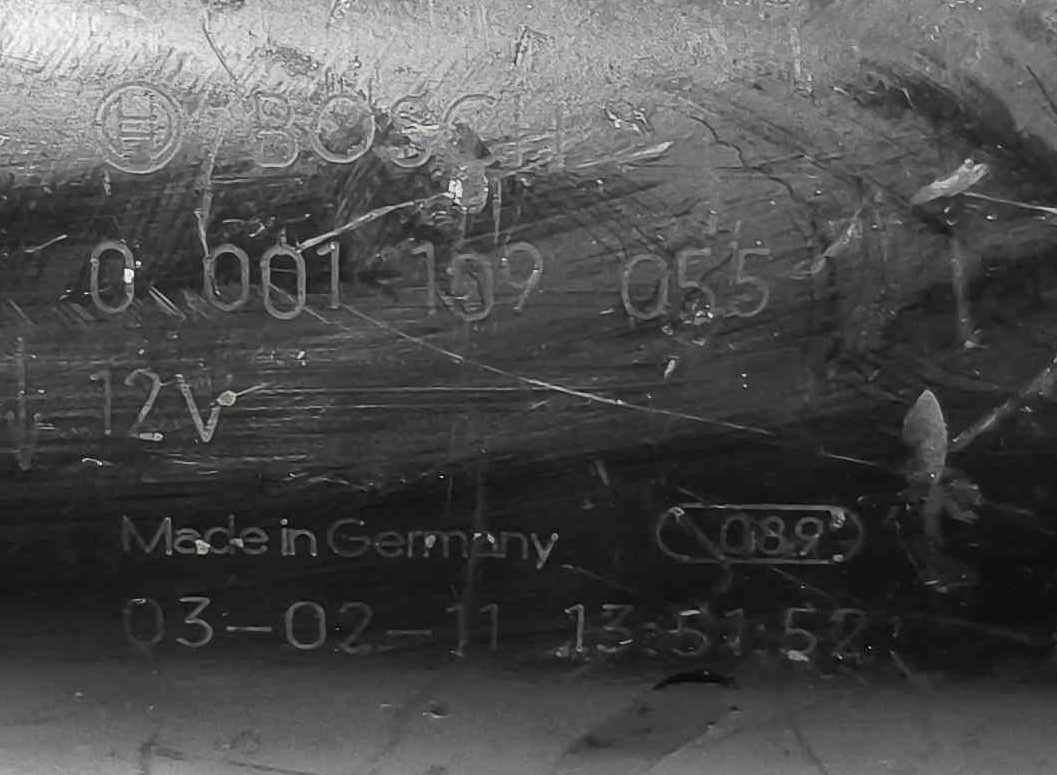 BOSCH
0 001 109 055
12V
Made in Germany 089
03-02-11 13:51:52